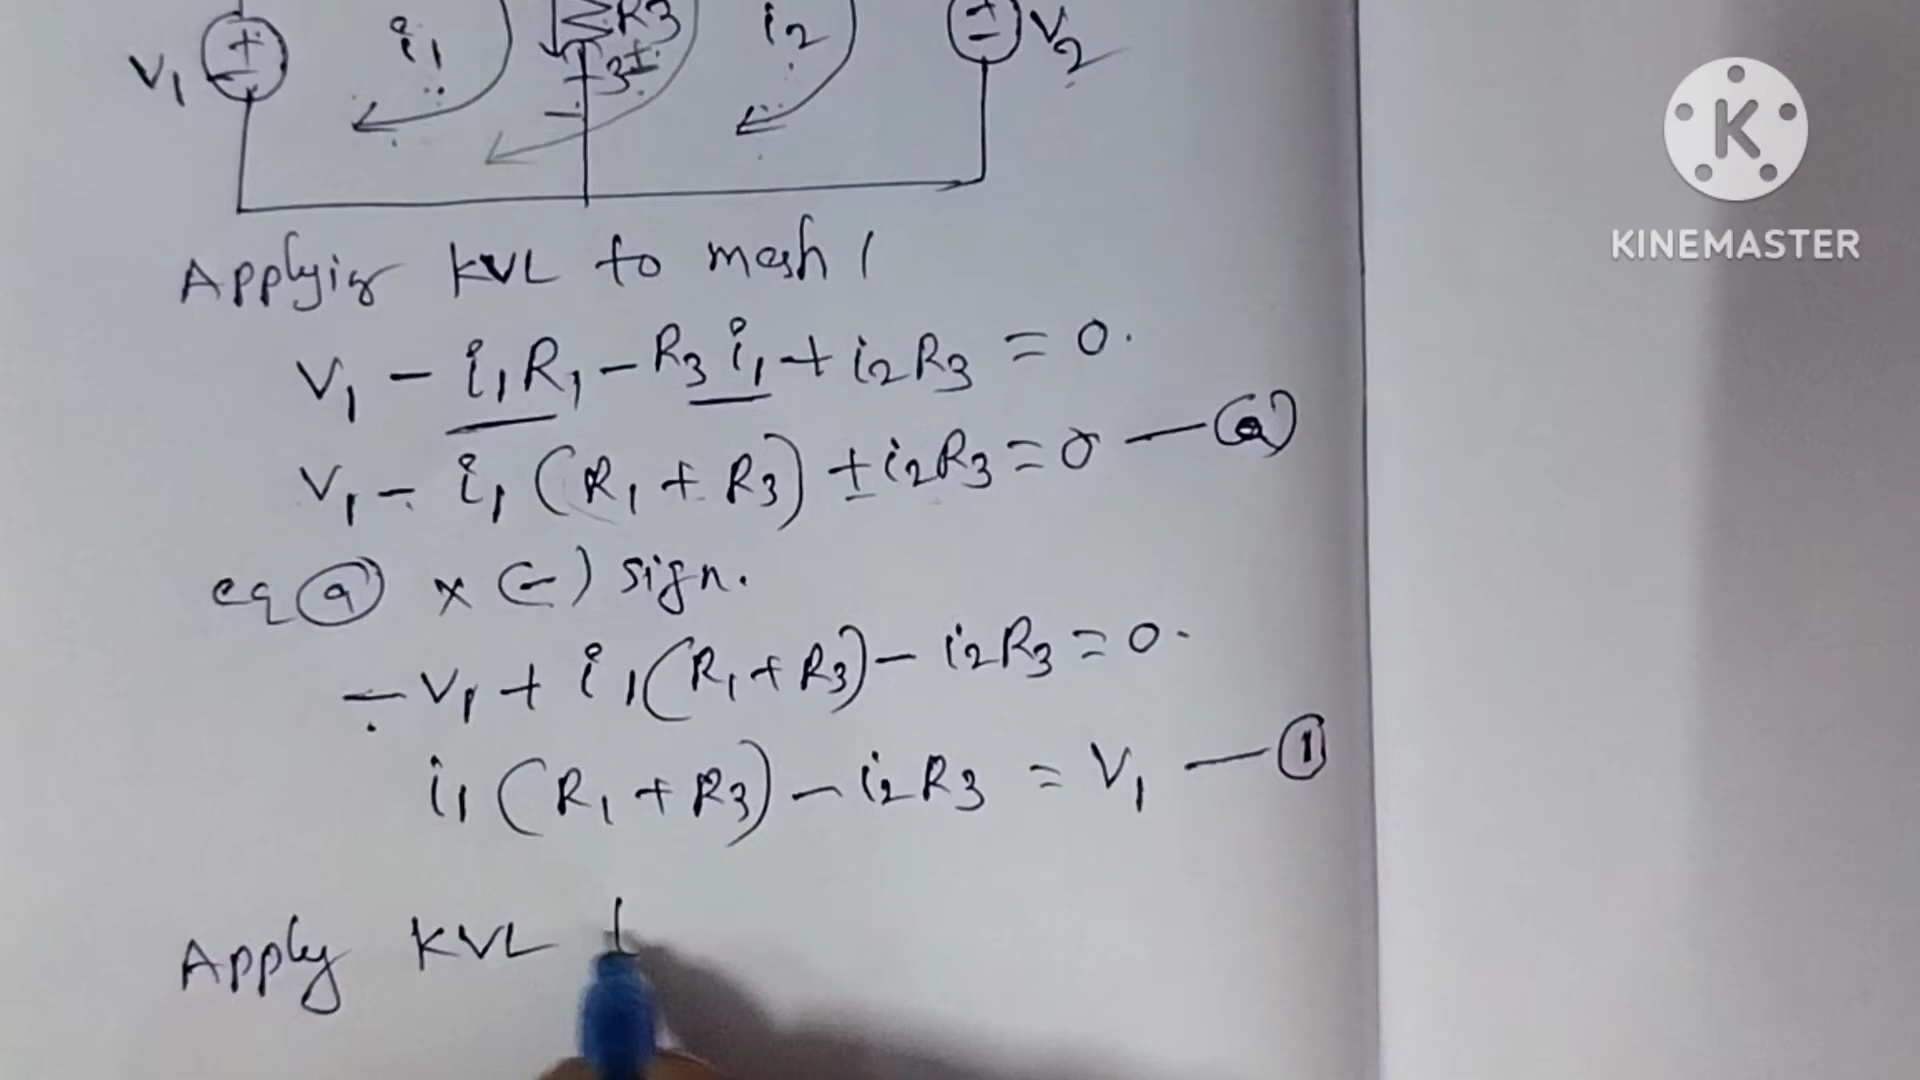 V1 i1 R3 i2 V2
3
Applying KVL to mesh 1
V1 - i1R1 - R3 i1 + i2R3 = 0.
V1 - i1 (R1 + R3) + i2R3 = 0 — (a)
eq (a) × (-) sign.
- V1 + i1(R1 + R3) - i2R3 = 0.
i1 (R1 + R3) - i2R3 = V1 — (1)
Apply KVL t
K
KINEMASTER